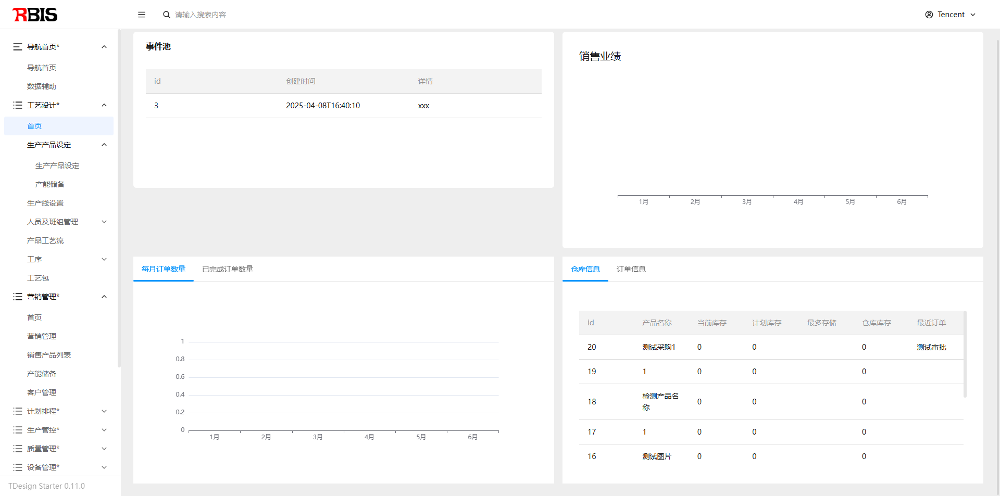 RBIS
请输入搜索内容
Tencent
导航首页*
导航首页
数据辅助
工艺设计*
首页
生产产品设定
生产产品设定
产能储备
生产线设置
人员及班组管理
产品工艺流
工序
工艺包
营销管理*
首页
营销管理
销售产品列表
产能储备
客户管理
计划排程*
生产管控*
质量管理*
设备管理*
TDesign Starter 0.11.0
事件池
id 创建时间 详情
3 2025-04-08T16:40:10 xxx
销售业绩
1月 2月 3月 4月 5月 6月
每月订单数量 已完成订单数量
1
0.8
0.6
0.4
0.2
0
1月 2月 3月 4月 5月 6月
仓库信息 订单信息
id 产品名称 当前库存 计划库存 最多存储 仓库库存 最近订单
20 测试采购1 0 0 0 测试审批
19 1 0 0 0
18 检测产品名 0 0 0
称
17 1 0 0 0
16 测试图片 0 0 0